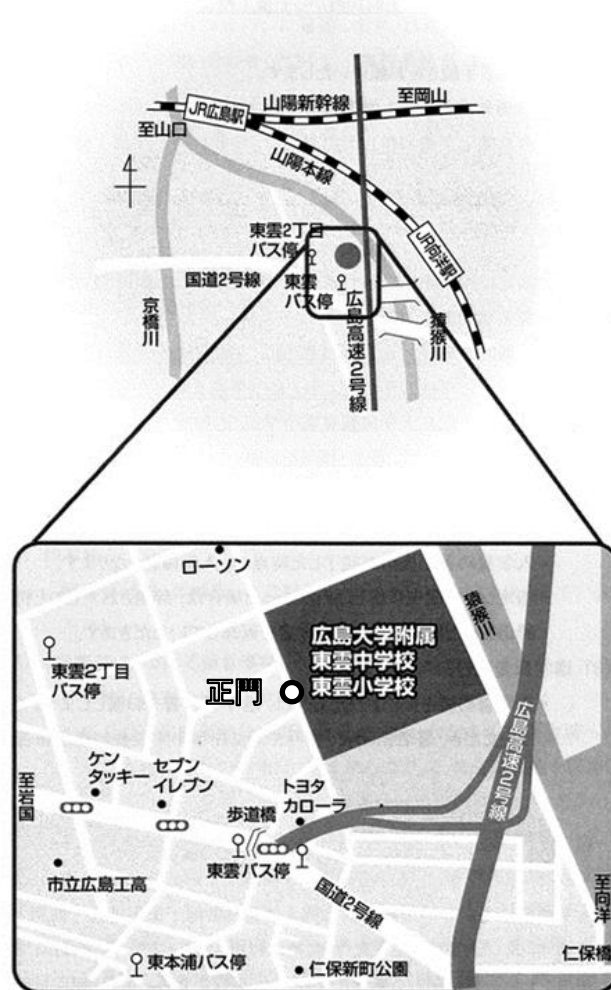 JR広島駅
山陽新幹線
至岡山
至山口
山陽本線
4
東雲2丁目
バス停
JR向洋駅
国道2号線
東雲
バス停
京橋川
広島高速2号線
猿猴川
ローソン
猿猴川
広島大学附属
東雲中学校
東雲小学校
東雲2丁目
バス停
正門
広島高速2号線
ケン
タッキー
セブン
イレブン
トヨタ
カローラ
至岩国
歩道橋
東雲バス停
市立広島工高
国道2号線
至向洋
仁保橋
東本浦バス停
仁保新町公園